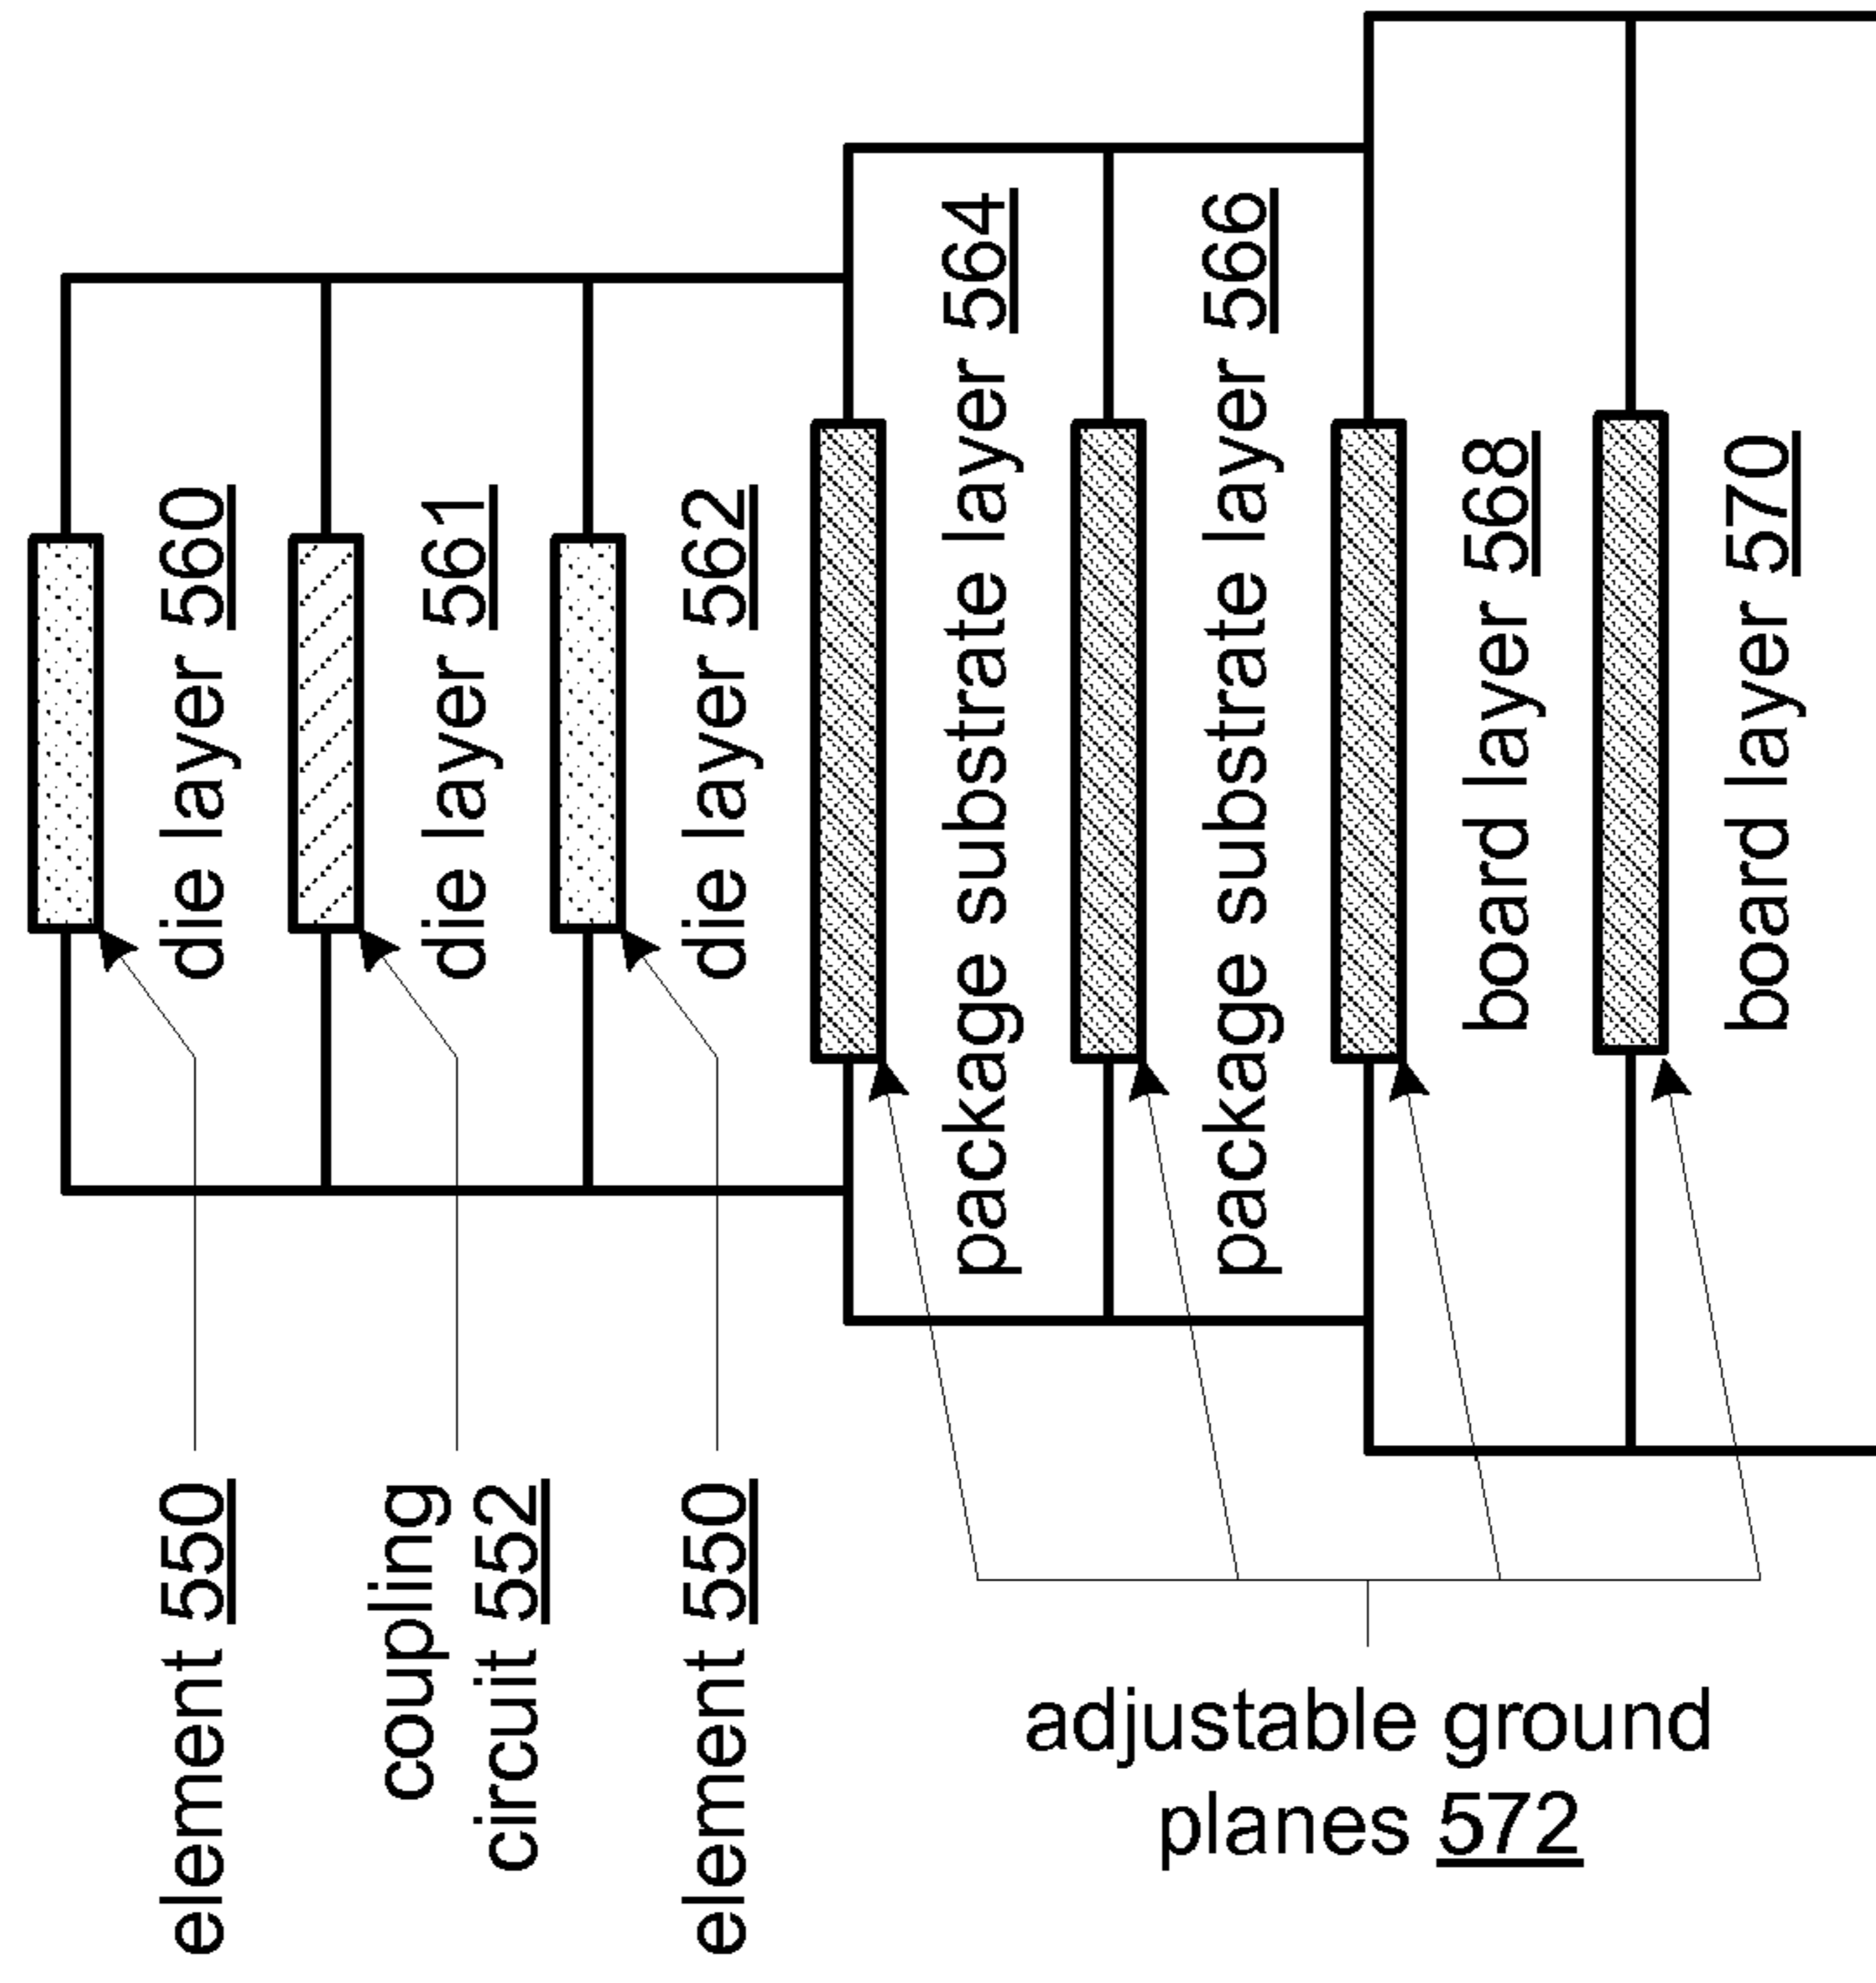 element 550
die layer 560
coupling
circuit 552
die layer 561
element 550
die layer 562
package substrate layer 564
package substrate layer 566
board layer 568
board layer 570
adjustable ground
planes 572